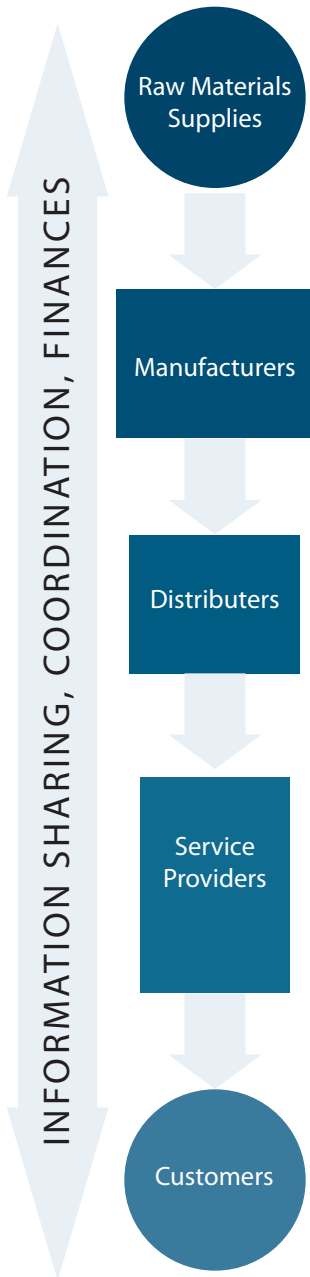 INFORMATION SHARING, COORDINATION, FINANCES
Raw Materials
Supplies
Manufacturers
Distributers
Service
Providers
Customers